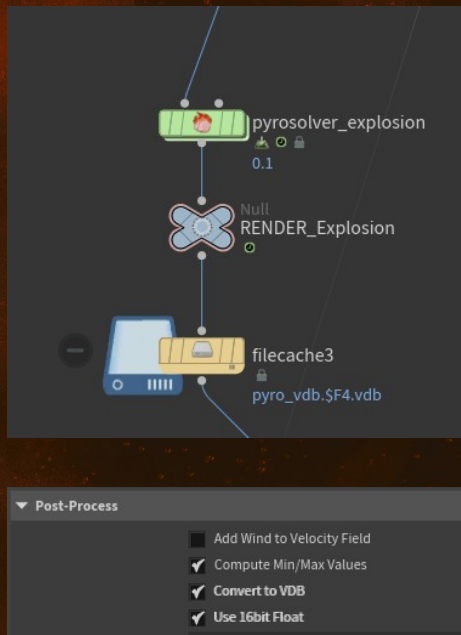 pyrosolver_explosion
0.1
Null
RENDER_Explosion
filecache3
pyro_vdb.$F4.vdb
Post-Process
Add Wind to Velocity Field
Compute Min/Max Values
Convert to VDB
Use 16bit Float